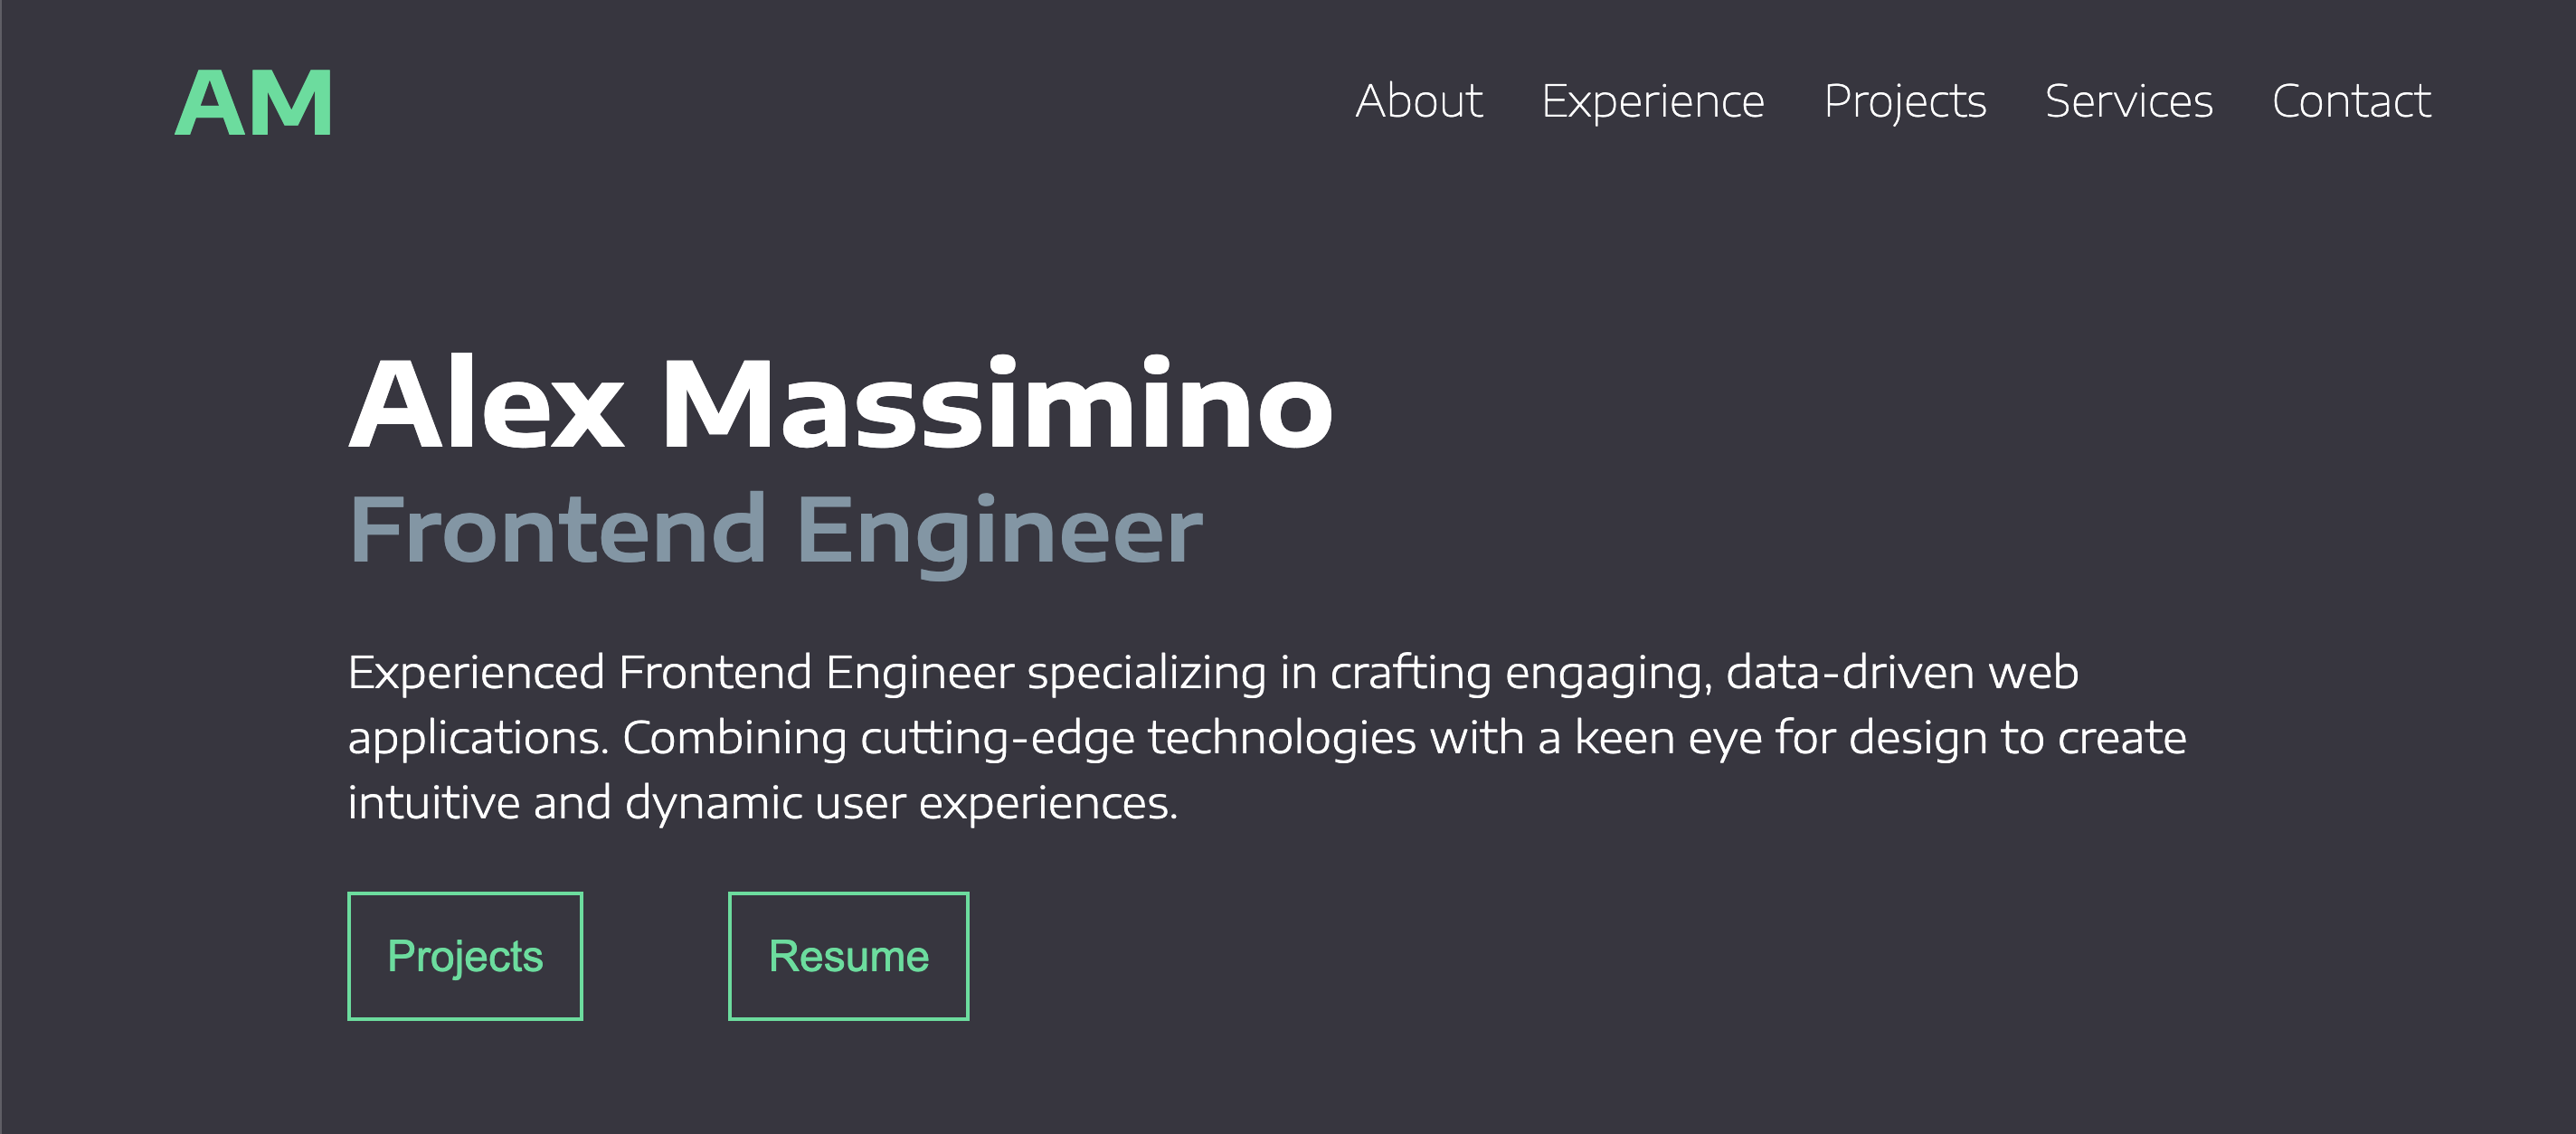 AM
About Experience Projects Services Contact
Alex Massimino
Frontend Engineer
Experienced Frontend Engineer specializing in crafting engaging, data-driven web
applications. Combining cutting-edge technologies with a keen eye for design to create
intuitive and dynamic user experiences.
Projects Resume